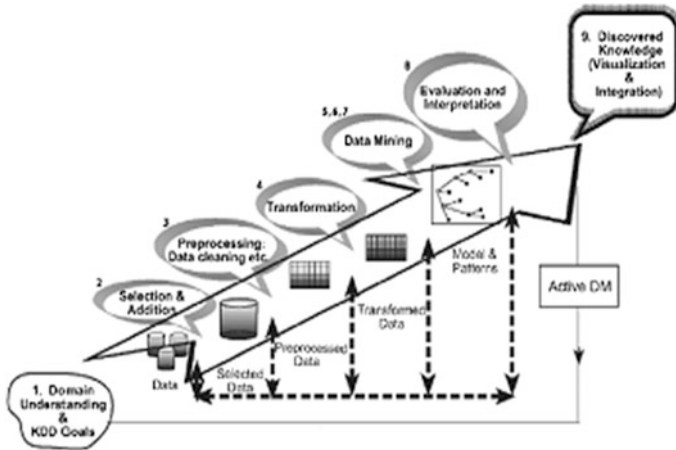 9. Discovered
Knowledge
(Visualization
&
Integration)
8
Evaluation and
Interpretation
5,6,7
Data Mining
4
Transformation
3
Preprocessing:
Data cleaning etc.
2
Selection &
Addition
Model &
Patterns
Active DM
Transformed
Data
Preprocessed
Data
Selected
Data
Data
1. Domain
Understanding
&
KDD Goals